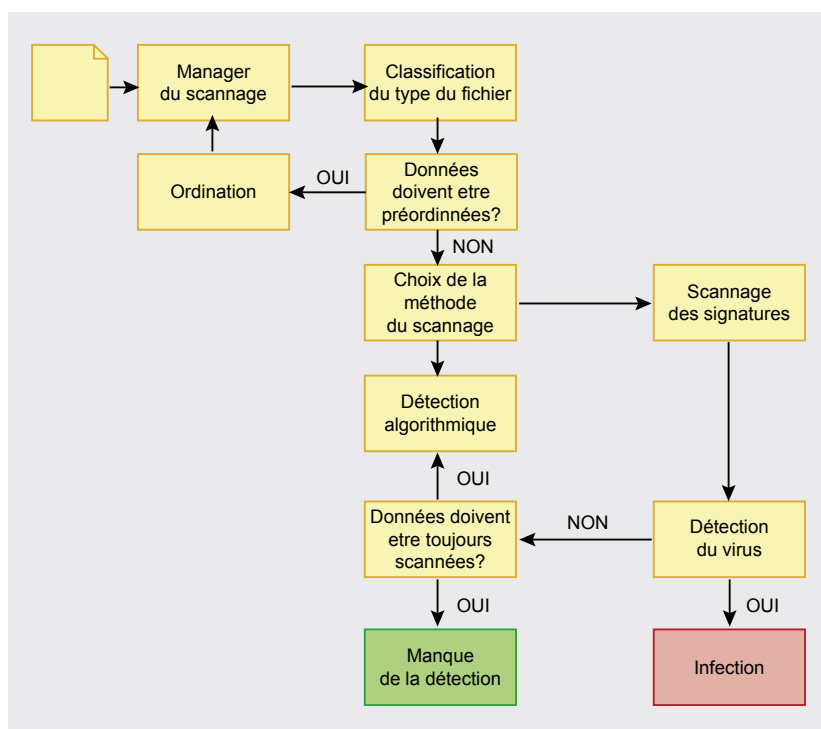 Manager
du scannage
Classification
du type du fichier
Ordination
OUI
Données
doivent etre
préordinnées?
NON
Choix de la
méthode
du scannage
Scannage
des signatures
Détection
algorithmique
OUI
Données doivent
etre toujours
scannées?
NON
Détection
du virus
OUI
OUI
Manque
de la détection
Infection